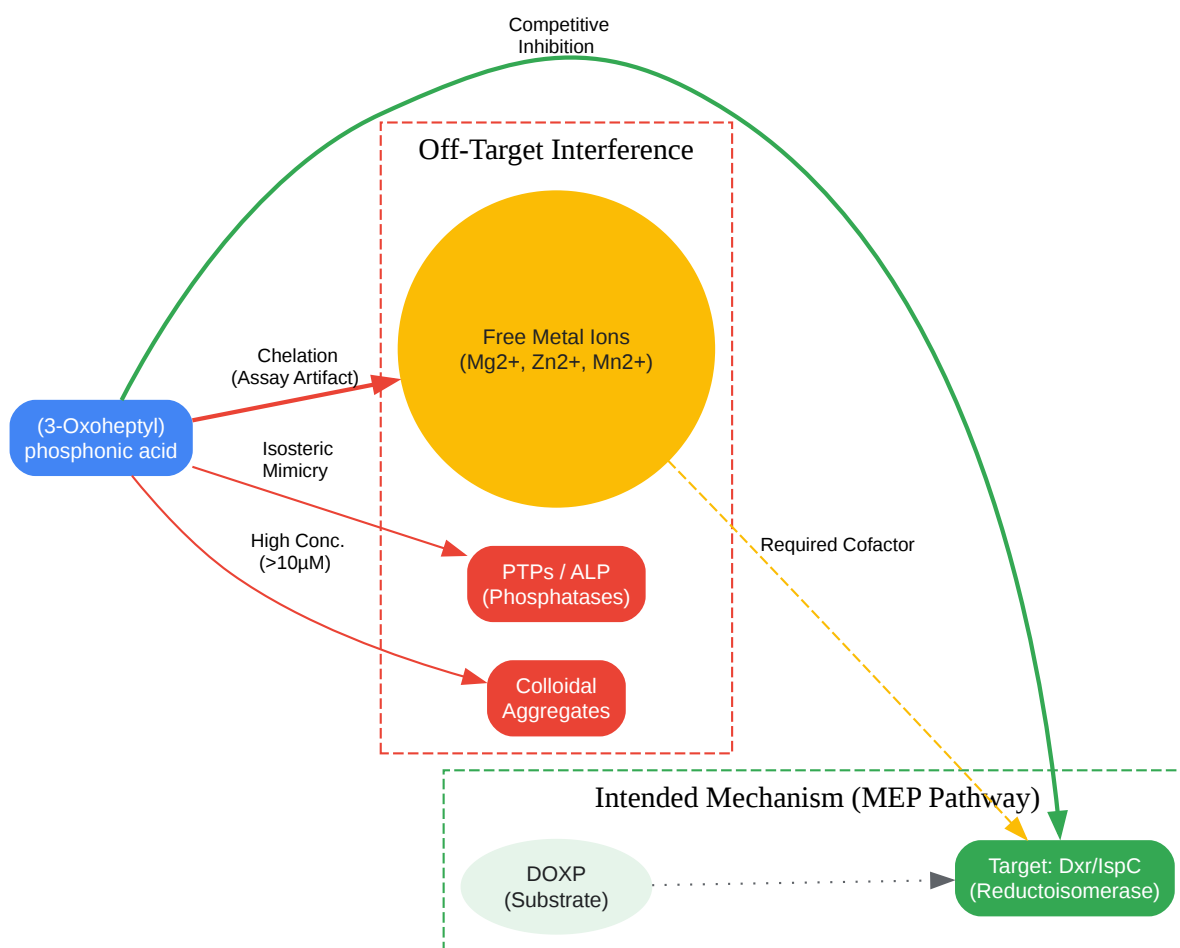 Competitive
Inhibition
Off-Target Interference
Free Metal Ions
(Mg2+, Zn2+, Mn2+)
Chelation
(Assay Artifact)
(3-Oxoheptyl)
phosphonic acid
Isosteric
Mimicry
High Conc.
(>10µM)
Required Cofactor
PTPs / ALP
(Phosphatases)
Colloidal
Aggregates
Intended Mechanism (MEP Pathway)
DOXP
(Substrate)
Target: Dxr/IspC
(Reductoisomerase)